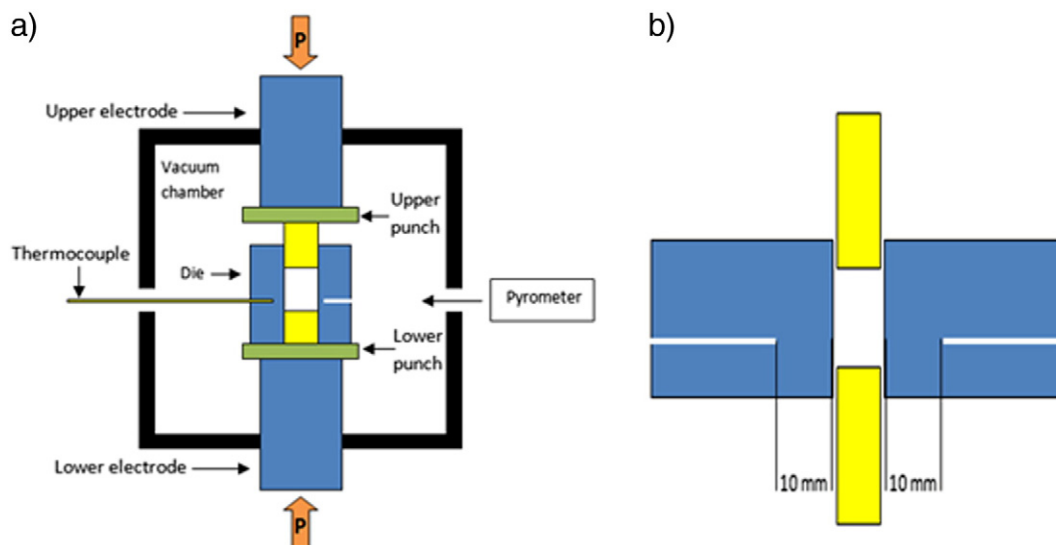 a)
P
Upper electrode
Vacuum
chamber
Upper
punch
Thermocouple
Die
Pyrometer
Lower
punch
Lower electrode
P
b)
10 mm
10 mm